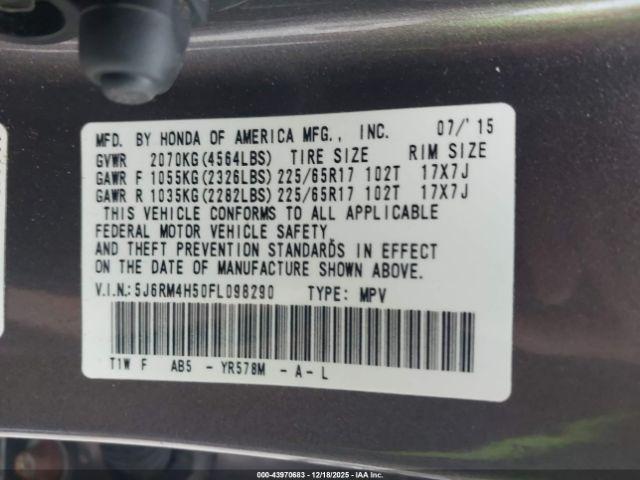 MFD. BY HONDA OF AMERICA MFG., INC. 07/'15
GVWR 2070KG(4564LBS) TIRE SIZE RIM SIZE
GAWR F 1055KG(2326LBS) 225/65R17 102T 17X7J
GAWR R 1035KG(2282LBS) 225/65R17 102T 17X7J
THIS VEHICLE CONFORMS TO ALL APPLICABLE
FEDERAL MOTOR VEHICLE SAFETY
AND THEFT PREVENTION STANDARDS IN EFFECT
ON THE DATE OF MANUFACTURE SHOWN ABOVE.
V.I.N.:5J6RM4H50FL098290 TYPE: MPV
T1W F AB5 - YR578M - A - L
000-43970683 - 12/18/2025 - IAA Inc.